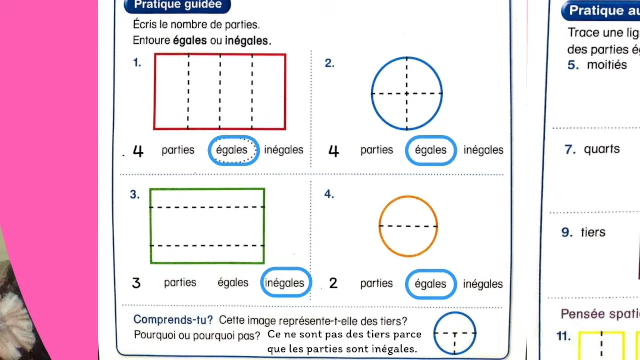 Pratique guidée
Écris le nombre de parties.
Entoure égales ou inégales.
1.
4 parties égales inégales
2.
4 parties égales inégales
3.
3 parties égales inégales
4.
2 parties égales inégales
Comprends-tu? Cette image représente-t-elle des tiers?
Pourquoi ou pourquoi pas? Ce ne sont pas des tiers parce
que les parties sont inégales.
Pratique
Trace une
des parties
5. moitiés
7. quarts
9. tiers
Pensée
11.